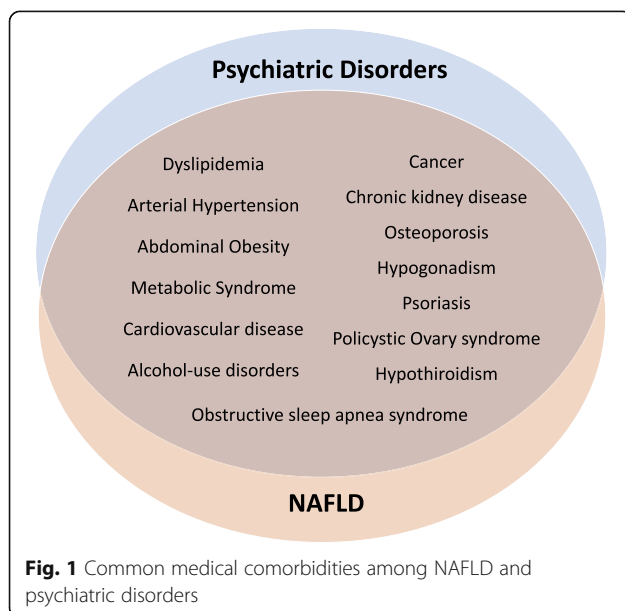 Psychiatric Disorders
Dyslipidemia
Arterial Hypertension
Abdominal Obesity
Metabolic Syndrome
Cardiovascular disease
Alcohol-use disorders
Cancer
Chronic kidney disease
Osteoporosis
Hypogonadism
Psoriasis
Policystic Ovary syndrome
Hypothiroidism
Obstructive sleep apnea syndrome
NAFLD
Fig. 1 Common medical comorbidities among NAFLD and
psychiatric disorders